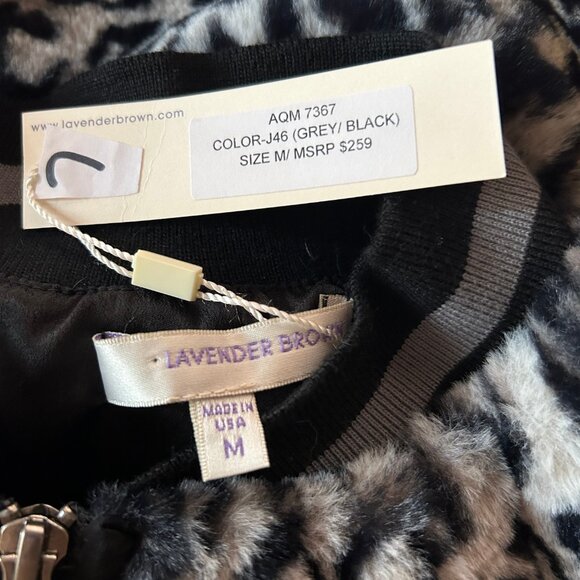 www.lavenderbrown.com
AQM 7367
COLOR-J46 (GREY/ BLACK)
SIZE M/ MSRP $259
LAVENDER BROWN
MADE IN
USA
M